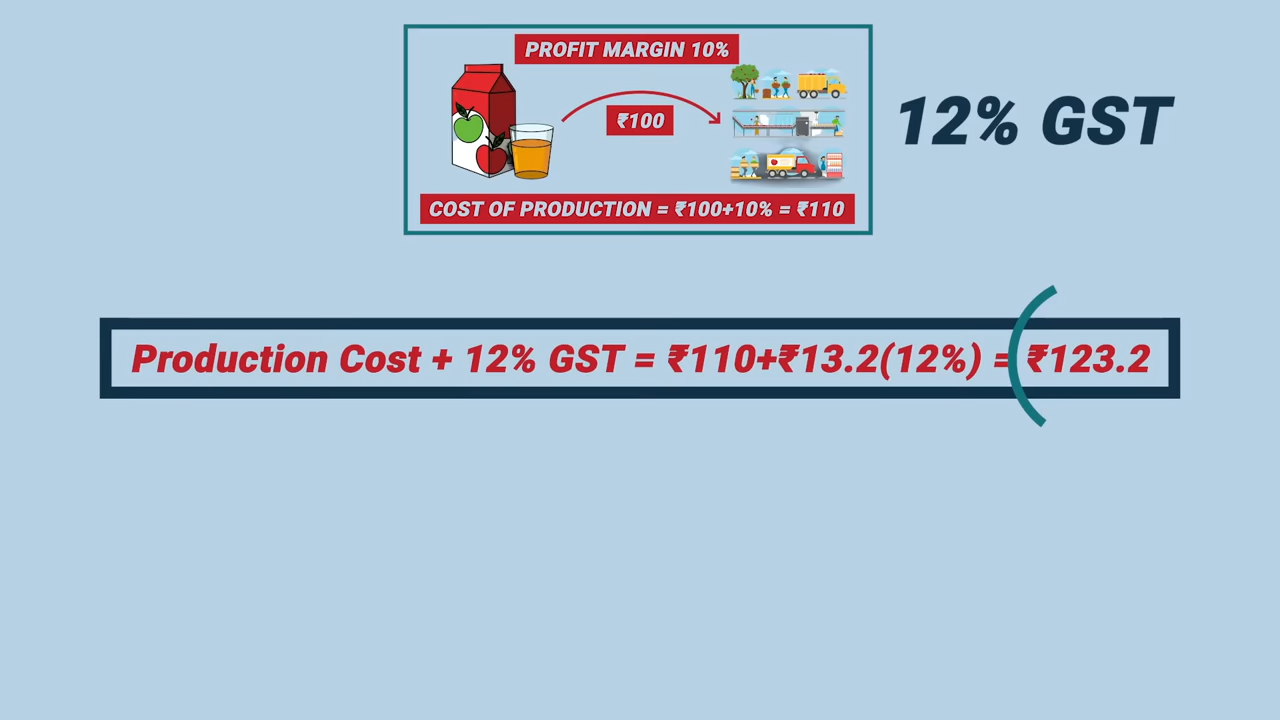 PROFIT MARGIN 10%
₹100
COST OF PRODUCTION = ₹100+10% = ₹110
12% GST
Production Cost + 12% GST = ₹110+₹13.2(12%) = ₹123.2